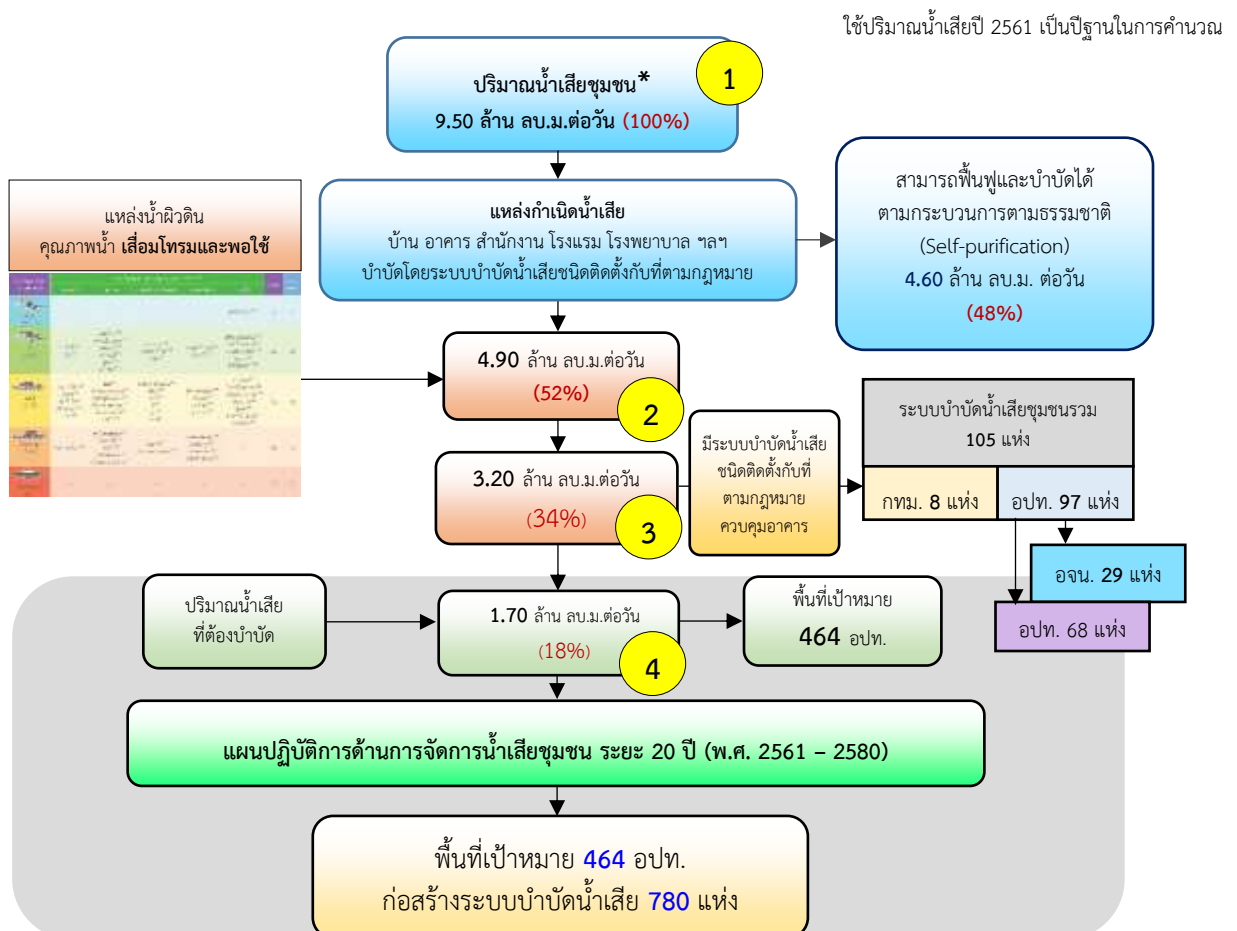 ใช้ปริมาณน้ำเสียปี 2561 เป็นปีฐานในการคำนวณ
ปริมาณน้ำเสียชุมชน*
9.50 ล้าน ลบ.ม.ต่อวัน (100%)
1
แหล่งน้ำผิวดิน
คุณภาพน้ำ เสื่อมโทรมและพอใช้
แหล่งกำเนิดน้ำเสีย
บ้าน อาคาร สำนักงาน โรงแรม โรงพยาบาล ฯลฯ
บำบัดโดยระบบบำบัดน้ำเสียชนิดติดตั้งกับที่ตามกฎหมาย
สามารถฟื้นฟูและบำบัดได้
ตามกระบวนการตามธรรมชาติ
(Self-purification)
4.60 ล้าน ลบ.ม. ต่อวัน
(48%)
4.90 ล้าน ลบ.ม.ต่อวัน
(52%)
2
3.20 ล้าน ลบ.ม.ต่อวัน
(34%)
3
มีระบบบำบัดน้ำเสีย
ชนิดติดตั้งกับที่
ตามกฎหมาย
ควบคุมอาคาร
ระบบบำบัดน้ำเสียชุมชนรวม
105 แห่ง
กทม. 8 แห่ง
อปท. 97 แห่ง
อจน. 29 แห่ง
อปท. 68 แห่ง
ปริมาณน้ำเสีย
ที่ต้องบำบัด
1.70 ล้าน ลบ.ม.ต่อวัน
(18%)
4
พื้นที่เป้าหมาย
464 อปท.
แผนปฏิบัติการด้านการจัดการน้ำเสียชุมชน ระยะ 20 ปี (พ.ศ. 2561 – 2580)
พื้นที่เป้าหมาย 464 อปท.
ก่อสร้างระบบบำบัดน้ำเสีย 780 แห่ง